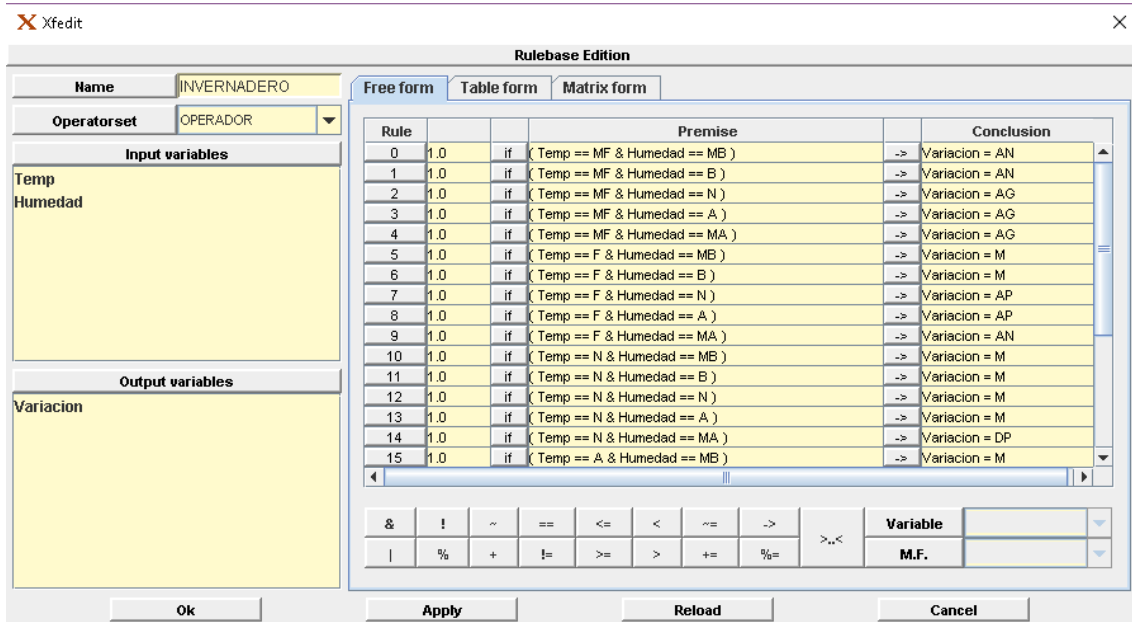 Xfedit
Rulebase Edition
Name INVERNADERO
Operatorset OPERADOR
Input variables
Temp
Humedad
Output variables
Variacion
Free form Table form Matrix form
Rule Premise Conclusion
0 1.0 if ( Temp == MF & Humedad == MB ) -> Variacion = AN
1 1.0 if ( Temp == MF & Humedad == B ) -> Variacion = AN
2 1.0 if ( Temp == MF & Humedad == N ) -> Variacion = AG
3 1.0 if ( Temp == MF & Humedad == A ) -> Variacion = AG
4 1.0 if ( Temp == MF & Humedad == MA ) -> Variacion = AG
5 1.0 if ( Temp == F & Humedad == MB ) -> Variacion = M
6 1.0 if ( Temp == F & Humedad == B ) -> Variacion = M
7 1.0 if ( Temp == F & Humedad == N ) -> Variacion = AP
8 1.0 if ( Temp == F & Humedad == A ) -> Variacion = AP
9 1.0 if ( Temp == F & Humedad == MA ) -> Variacion = AN
10 1.0 if ( Temp == N & Humedad == MB ) -> Variacion = M
11 1.0 if ( Temp == N & Humedad == B ) -> Variacion = M
12 1.0 if ( Temp == N & Humedad == N ) -> Variacion = M
13 1.0 if ( Temp == N & Humedad == A ) -> Variacion = M
14 1.0 if ( Temp == N & Humedad == MA ) -> Variacion = DP
15 1.0 if ( Temp == A & Humedad == MB ) -> Variacion = M
& ! ~ == <= < ~= -> >..< Variable
| % + != >= > += %= M.F.
Ok Apply Reload Cancel